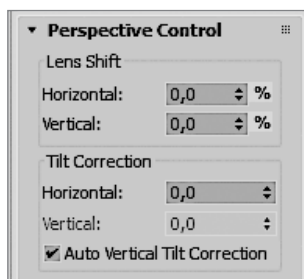 Perspective Control
Lens Shift
Horizontal: 0,0 %
Vertical: 0,0 %
Tilt Correction
Horizontal: 0,0
Vertical: 0,0
Auto Vertical Tilt Correction